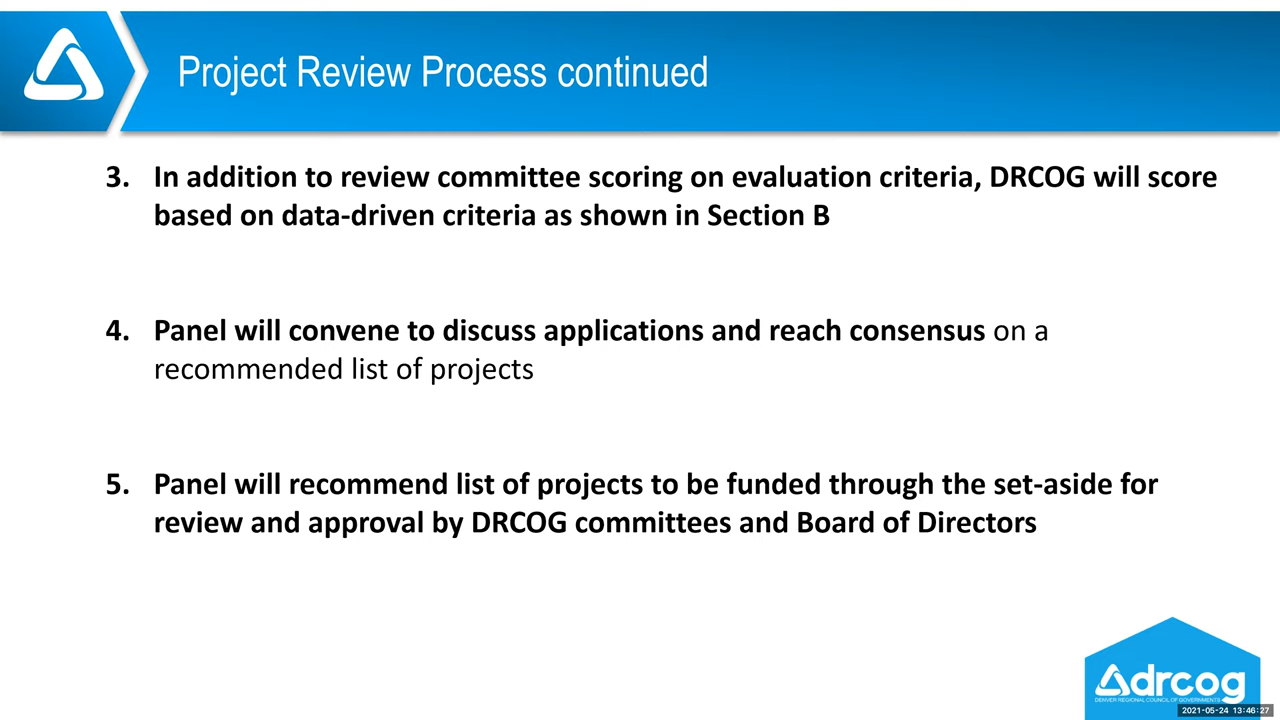 Project Review Process continued
3. In addition to review committee scoring on evaluation criteria, DRCOG will score
based on data-driven criteria as shown in Section B
4. Panel will convene to discuss applications and reach consensus on a
recommended list of projects
5. Panel will recommend list of projects to be funded through the set-aside for
review and approval by DRCOG committees and Board of Directors
drcog
DENVER REGIONAL COUNCIL OF GOVERNMENTS
2021-05-24 13:46:27